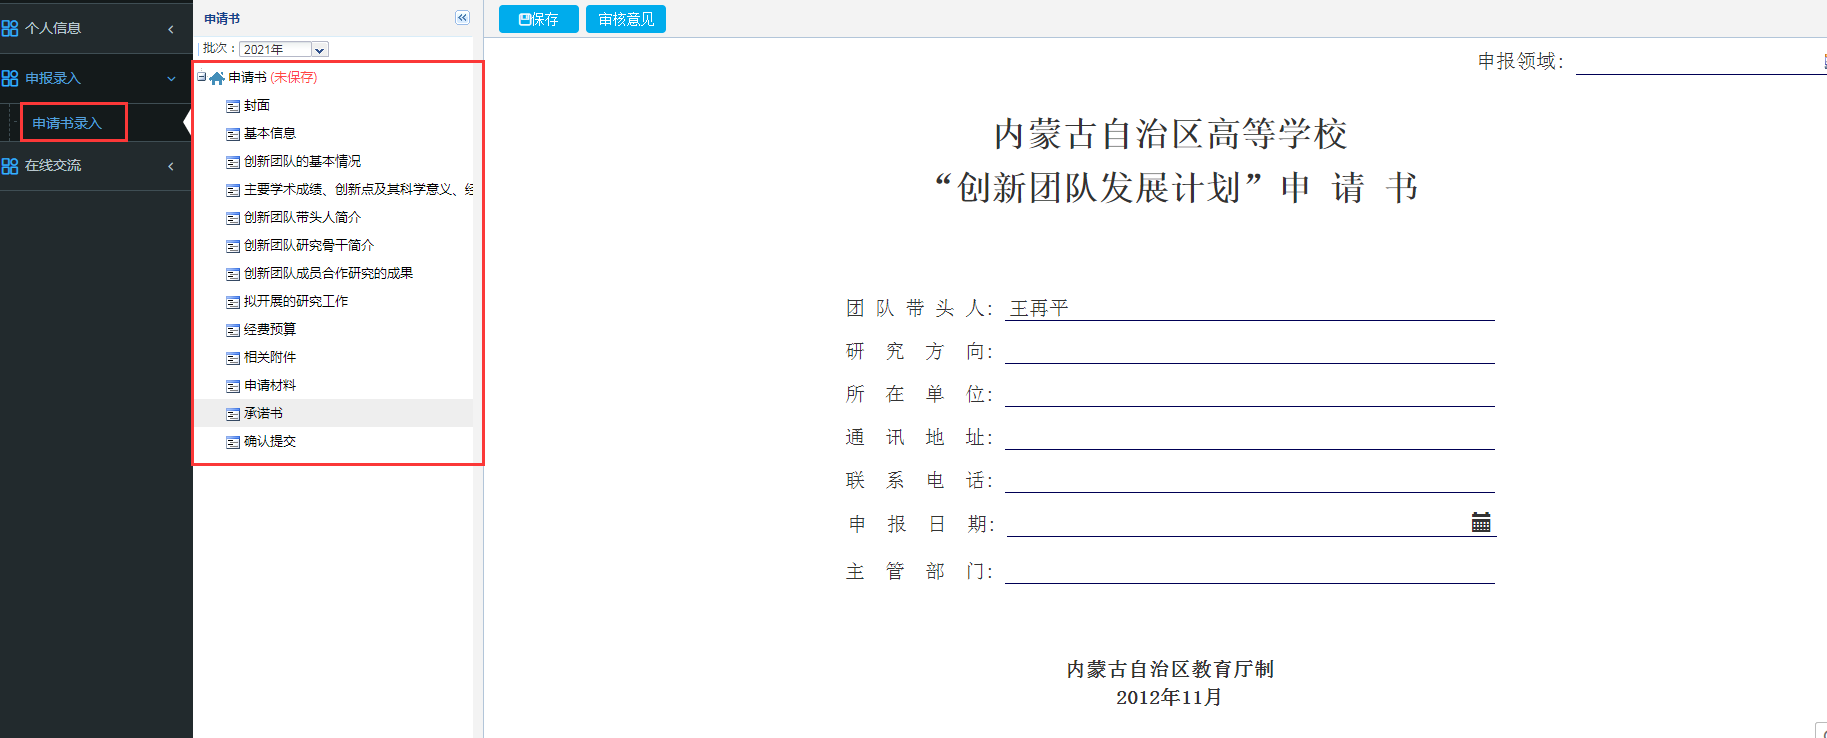 个人信息
申报录入
申请书录入
在线交流
申请书
批次：2021年
申请书 (未保存)
封面
基本信息
创新团队的基本情况
主要学术成绩、创新点及其科学意义、
创新团队带头人简介
创新团队研究骨干简介
创新团队成员合作研究的成果
拟开展的研究工作
经费预算
相关附件
申请材料
承诺书
确认提交
保存 审核意见
申报领域：
内蒙古自治区高等学校
“创新团队发展计划”申 请 书
团 队 带 头 人： 王再平
研 究 方 向：
所 在 单 位：
通 讯 地 址：
联 系 电 话：
申 报 日 期：
主 管 部 门：
内蒙古自治区教育厅制
2012年11月